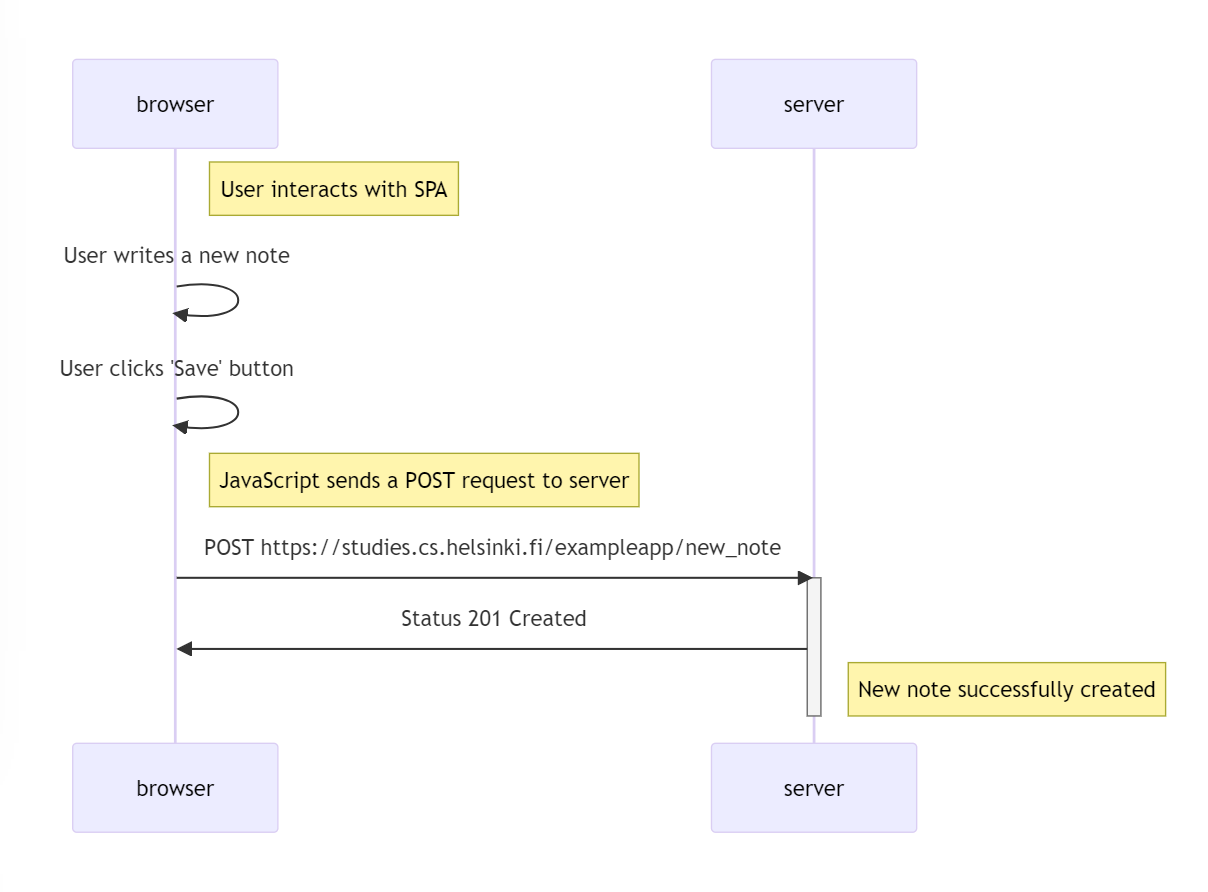 browser
server
User interacts with SPA
User writes a new note
User clicks 'Save' button
JavaScript sends a POST request to server
POST https://studies.cs.helsinki.fi/exampleapp/new_note
Status 201 Created
New note successfully created
browser
server